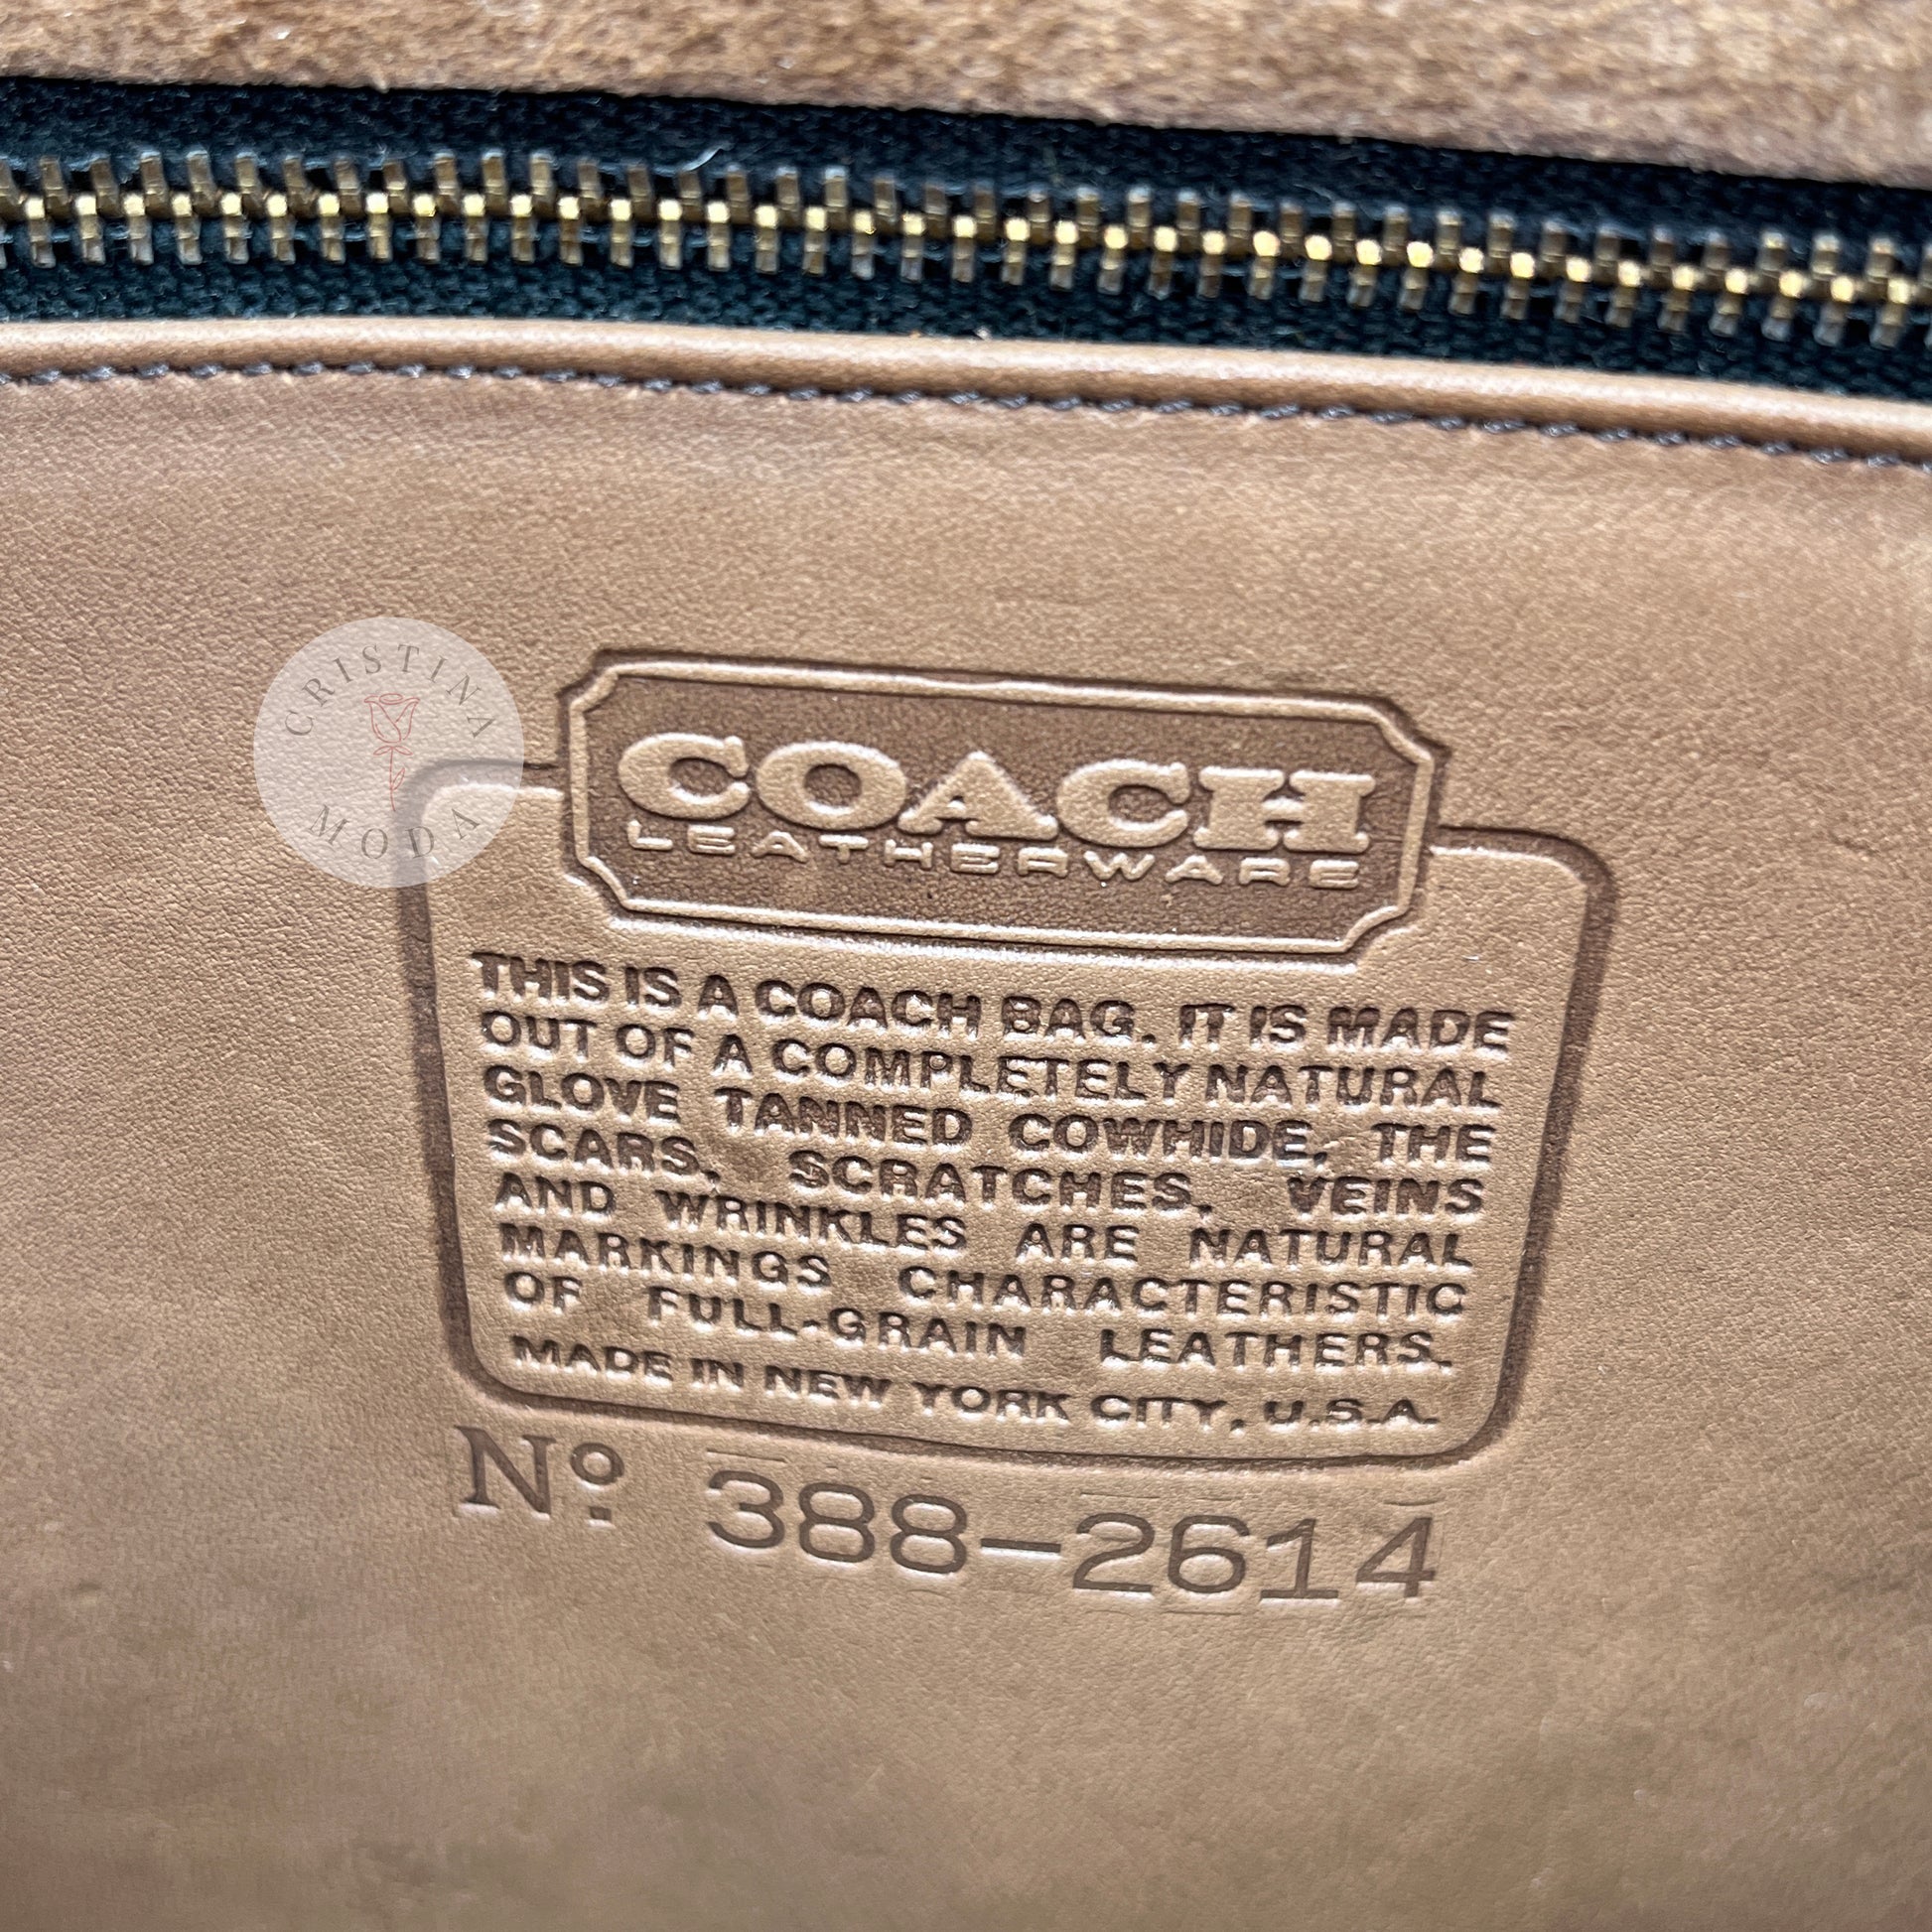 CRISTINA
MODA
COACH
LEATHERWARE
THIS IS A COACH BAG. IT IS MADE
OUT OF A COMPLETELY NATURAL
GLOVE TANNED COWHIDE. THE
SCARS, SCRATCHES, VEINS
AND WRINKLES ARE NATURAL
MARKINGS CHARACTERISTIC
OF FULL-GRAIN LEATHERS.
MADE IN NEW YORK CITY, U.S.A.
Nº. 388-2614